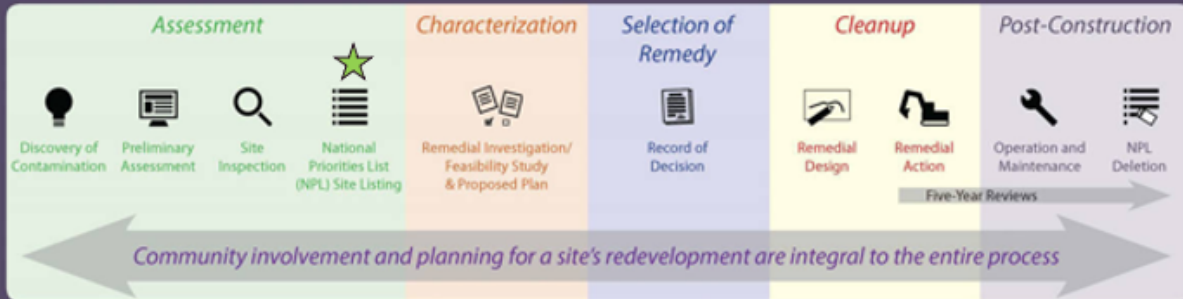 Assessment
Characterization
Selection of
Remedy
Cleanup
Post-Construction
Discovery of
Contamination
Preliminary
Assessment
Site
Inspection
National
Priorities List
(NPL) Site Listing
Remedial Investigation/
Feasibility Study
& Proposed Plan
Record of
Decision
Remedial
Design
Remedial
Action
Operation and
Maintenance
NPL
Deletion
Five-Year Reviews
Community involvement and planning for a site's redevelopment are integral to the entire process